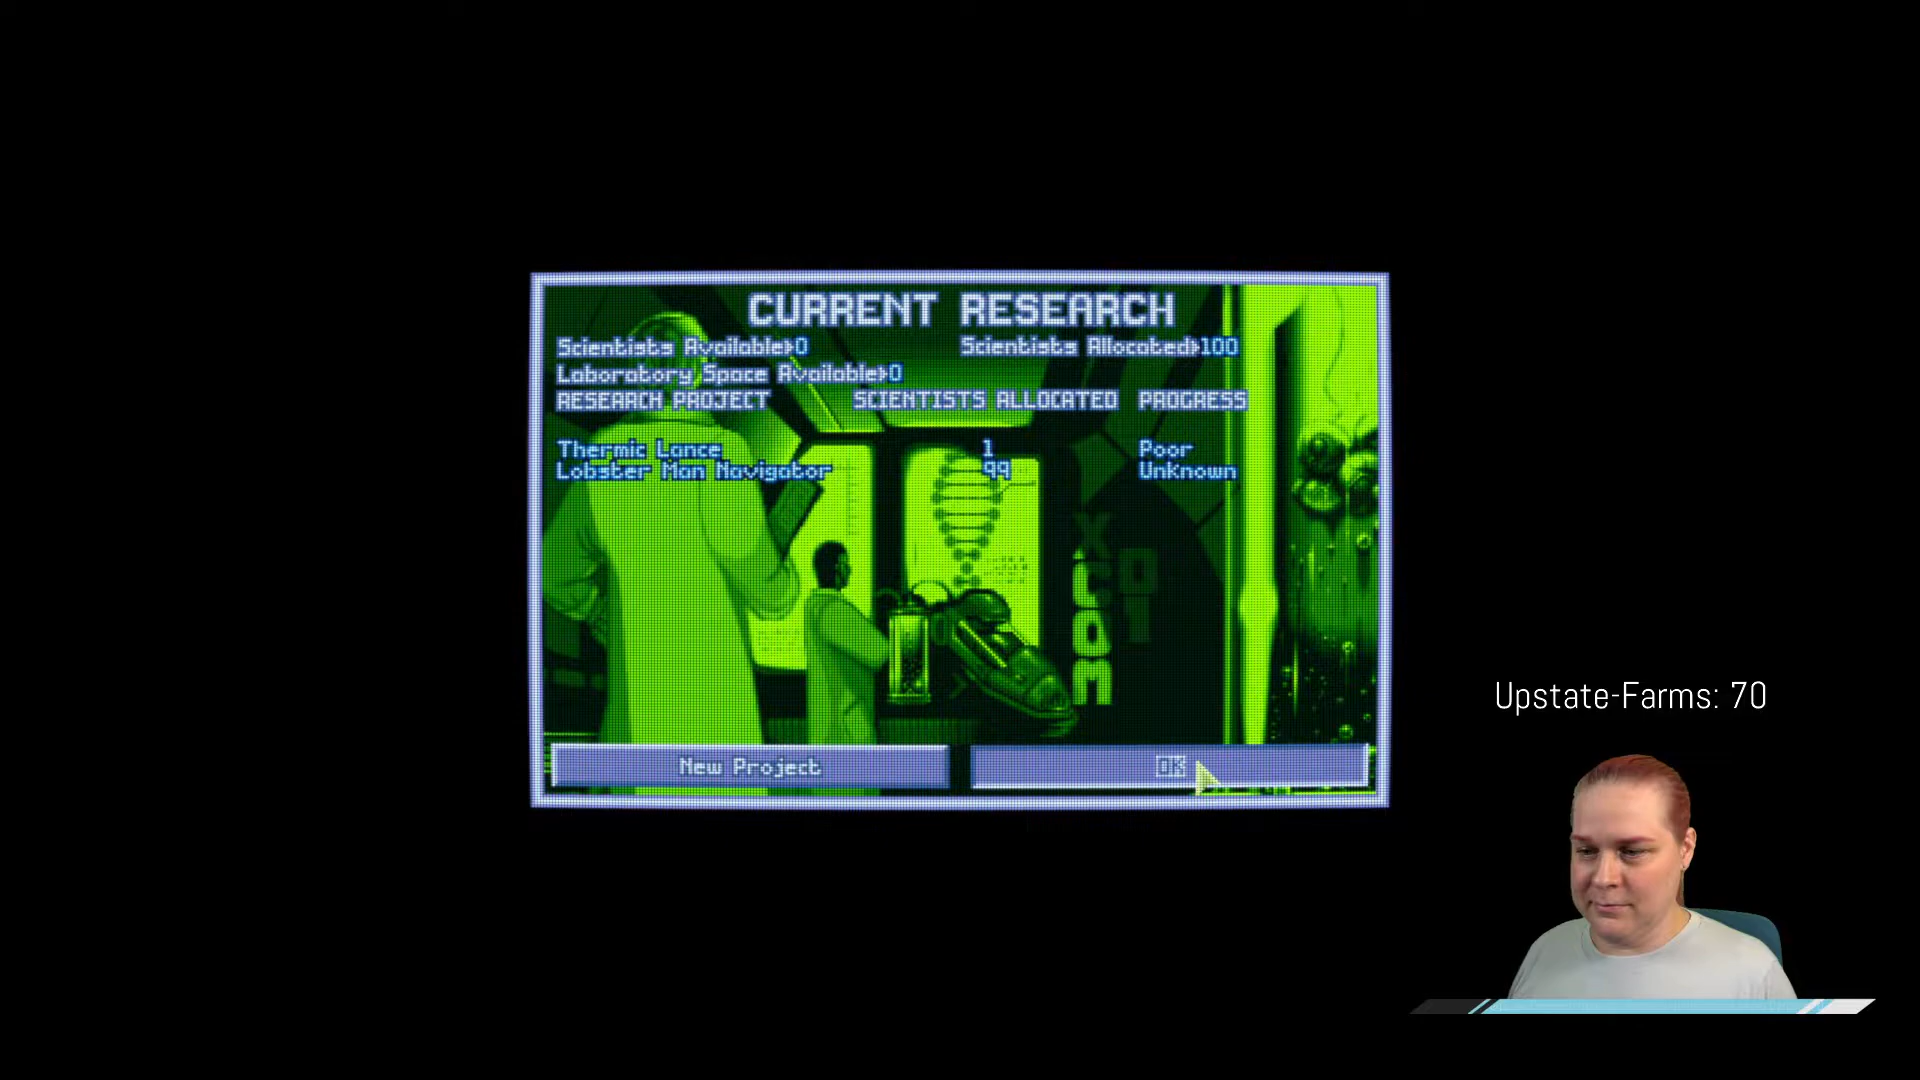 CURRENT RESEARCH
Scientists Available>0 Scientists Allocated>100
Laboratory Space Available>0
RESEARCH PROJECT SCIENTISTS ALLOCATED PROGRESS
Thermic Lance 1 Poor
Lobster Man Navigator 99 Unknown
X
COM
New Project OK
Upstate-Farms: 70